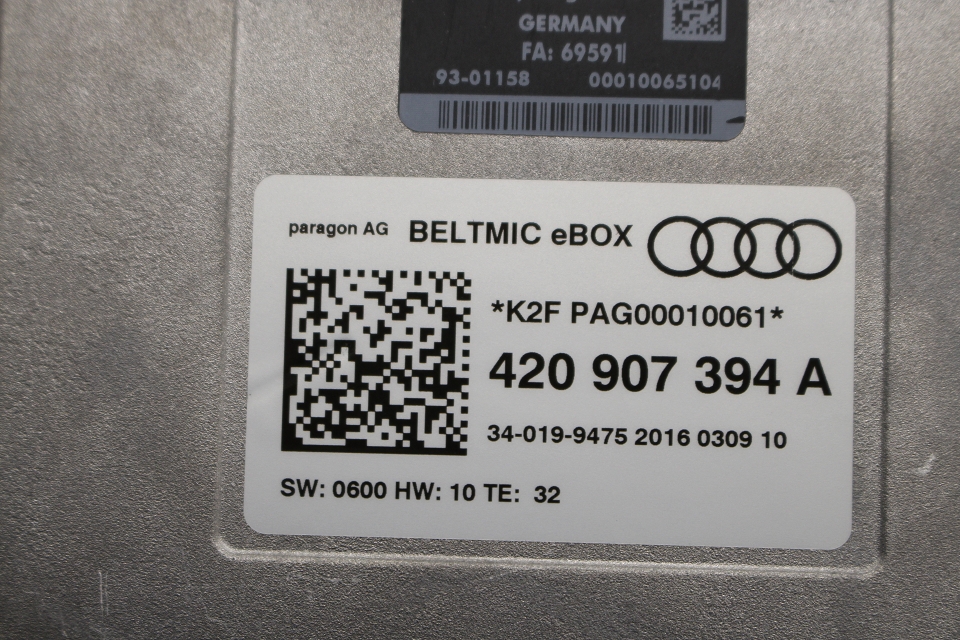 GERMANY
FA: 69591
93-01158 00010065104
paragon AG BELTMIC eBOX
*K2F PAG00010061*
420 907 394 A
34-019-9475 2016 0309 10
SW: 0600 HW: 10 TE: 32